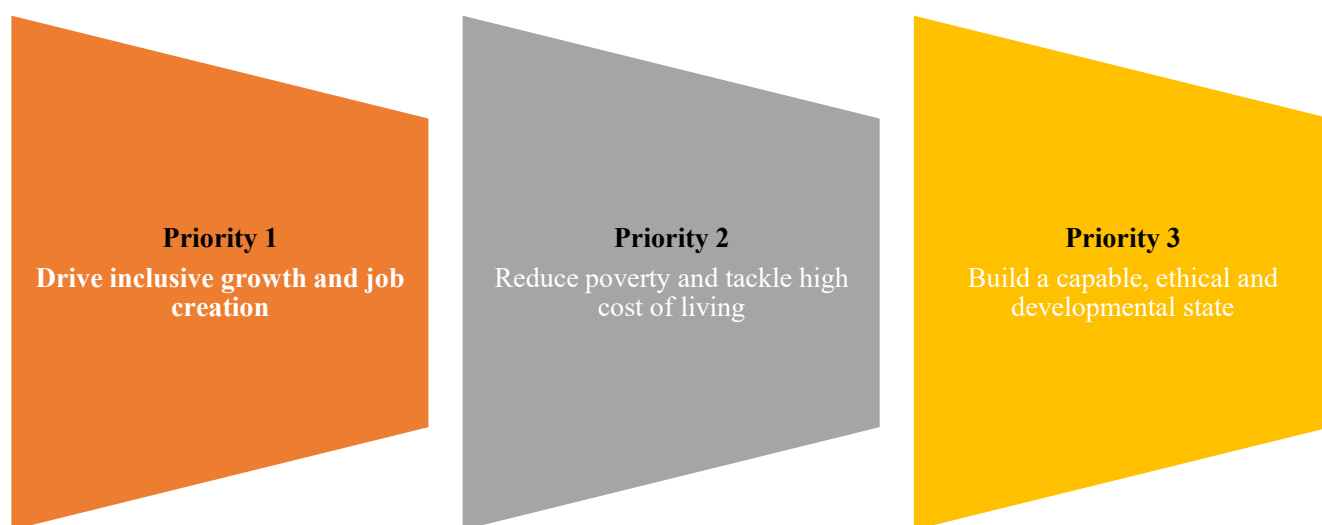 Priority 1
Drive inclusive growth and job
creation
Priority 2
Reduce poverty and tackle high
cost of living
Priority 3
Build a capable, ethical and
developmental state